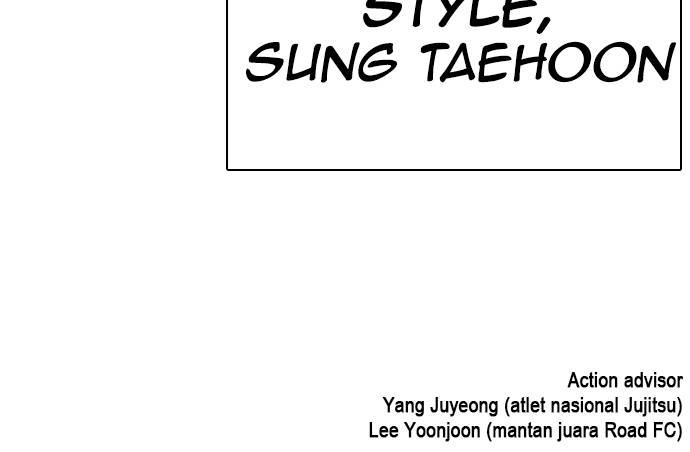 STYLE,
SUNG TAEHOON
Action advisor
Yang Juyeong (atlet nasional Jujitsu)
Lee Yoonjoon (mantan juara Road FC)